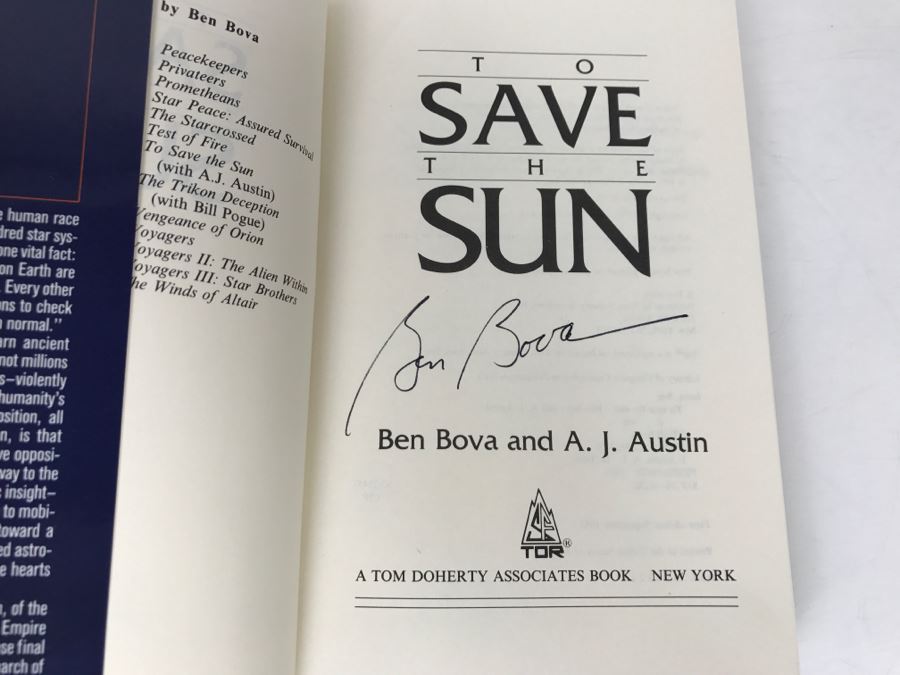 e human race
dred star sys-
one vital fact:
on Earth are
. Every other
ns to check
n normal."
arn ancient
not millions
s–violently
humanity's
osition, all
n, is that
ve opposi-
way to the
c insight–
to mobi-
toward a
ed astro-
e hearts
n, of the
Empire
se final
arch of
by Ben Bova
Peacekeepers
Privateers
Prometheans
Star Peace: Assured Survival
The Starcrossed
Test of Fire
To Save the Sun
(with A.J. Austin)
The Trikon Deception
(with Bill Pogue)
Vengeance of Orion
Voyagers
Voyagers II: The Alien Within
Voyagers III: Star Brothers
The Winds of Altair
TO
SAVE
THE
SUN
Ben Bova
Ben Bova and A. J. Austin
SF
TOR®
A TOM DOHERTY ASSOCIATES BOOK NEW YORK